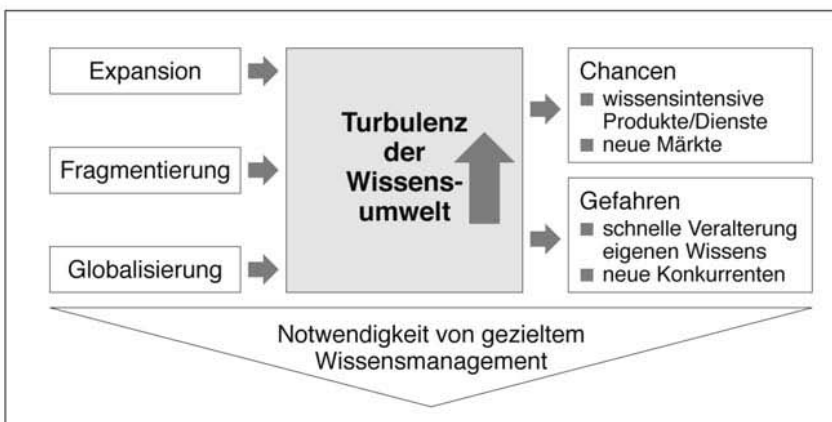 Expansion
Fragmentierung
Globalisierung
Turbulenz
der
Wissens-
umwelt
Chancen
wissensintensive
Produkte/Dienste
neue Märkte
Gefahren
schnelle Veralterung
eigenen Wissens
neue Konkurrenten
Notwendigkeit von gezieltem
Wissensmanagement